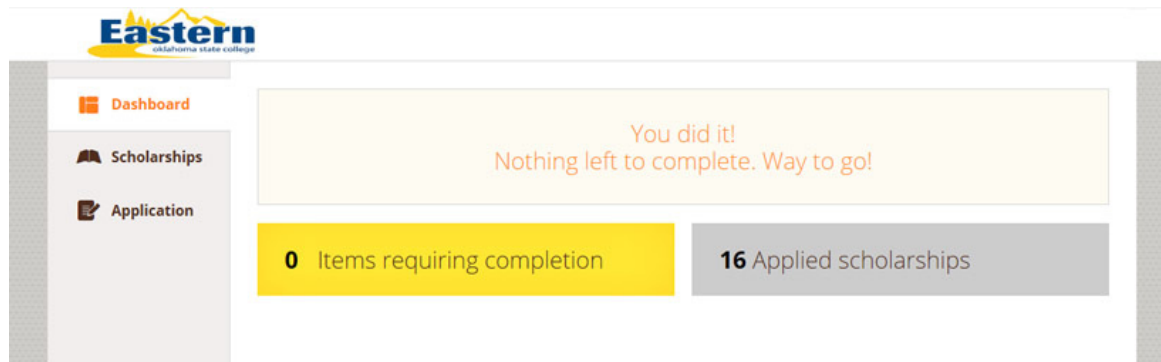 Eastern
oklahoma state college
Dashboard
Scholarships
Application
You did it!
Nothing left to complete. Way to go!
0 Items requiring completion
16 Applied scholarships